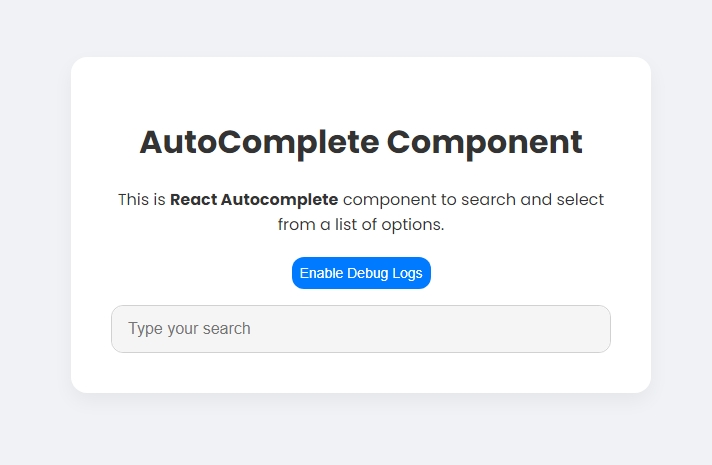 AutoComplete Component
This is React Autocomplete component to search and select
from a list of options.
Enable Debug Logs
Type your search